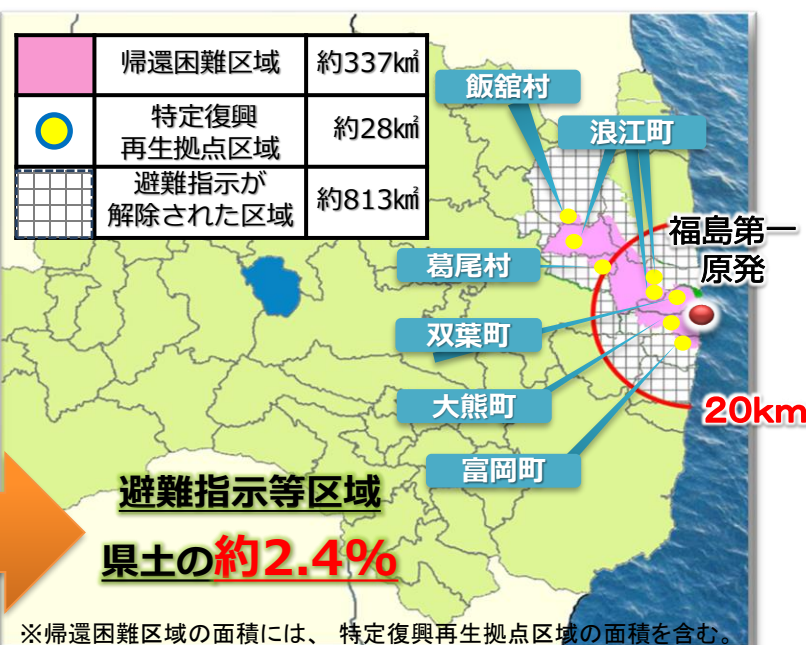 帰還困難区域 約337㎢
特定復興
再生拠点区域 約28㎢
避難指示が
解除された区域 約813㎢
飯舘村
浪江町
福島第一
原発
葛尾村
双葉町
大熊町
20km
富岡町
避難指示等区域
県土の約2.4%
※帰還困難区域の面積には、 特定復興再生拠点区域の面積を含む。